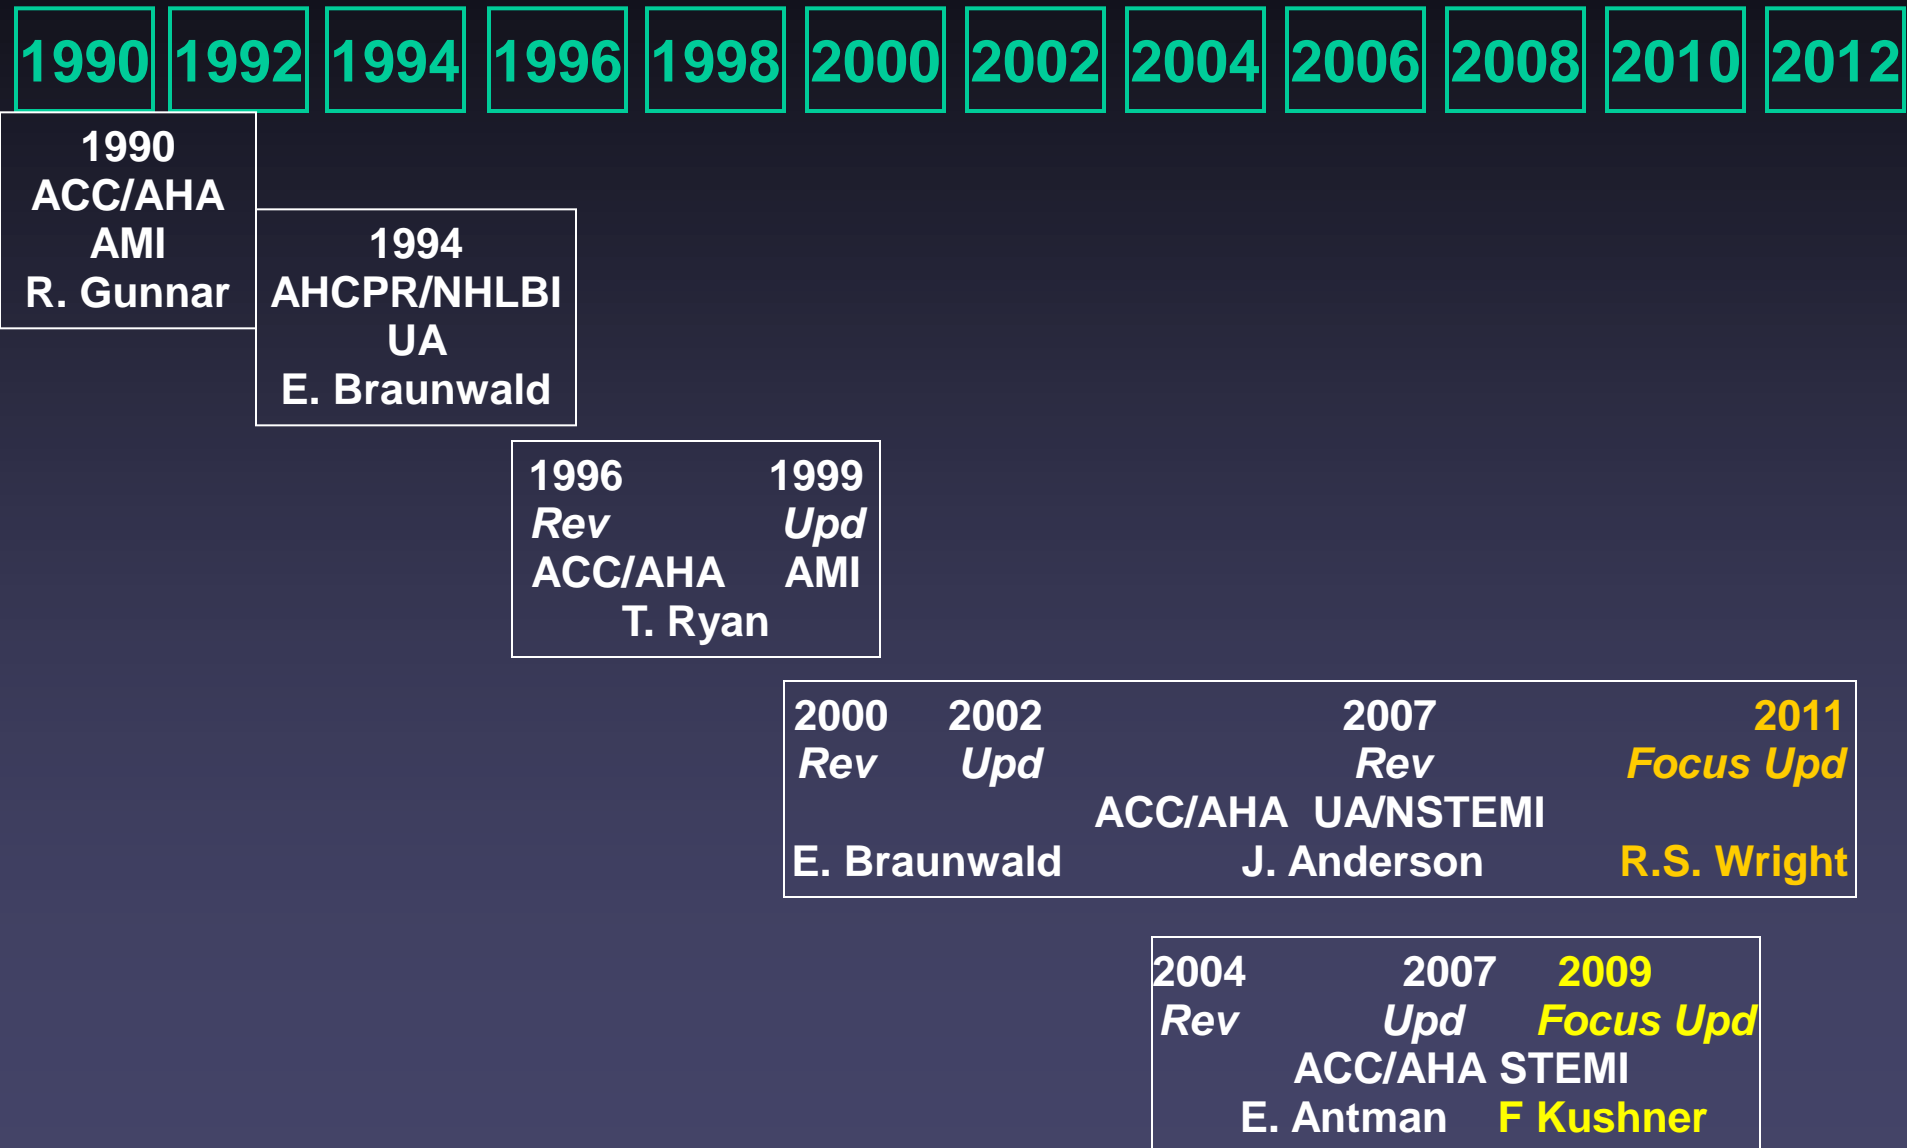 1990 1992 1994 1996 1998 2000 2002 2004 2006 2008 2010 2012
1990
ACC/AHA
AMI
R. Gunnar
1994
AHCPR/NHLBI
UA
E. Braunwald
1996 1999
Rev Upd
ACC/AHA AMI
T. Ryan
2000 2002 2007 2011
Rev Upd Rev Focus Upd
ACC/AHA UA/NSTEMI
E. Braunwald J. Anderson R.S. Wright
2004 2007 2009
Rev Upd Focus Upd
ACC/AHA STEMI
E. Antman F Kushner